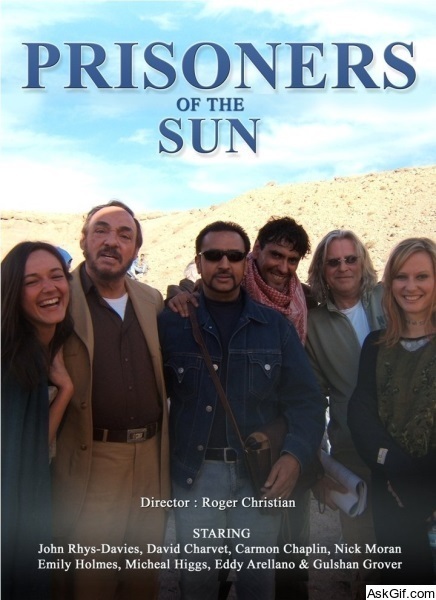 PRISONERS
OF THE
SUN
Director : Roger Christian
STARING
John Rhys-Davies, David Charvet, Carmon Chaplin, Nick Moran
Emily Holmes, Micheal Higgs, Eddy Arellano & Gulshan Grover
AskGif.com